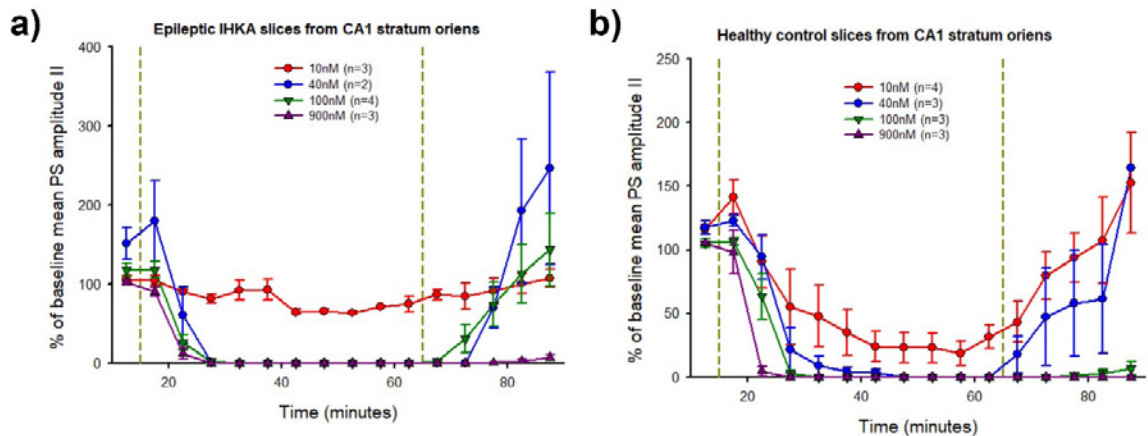 a)
Epileptic IHKA slices from CA1 stratum oriens
% of baseline mean PS amplitude II
400
300
200
100
0
10nM (n=3)
40nM (n=2)
100nM (n=4)
900nM (n=3)
20 40 60 80
Time (minutes)
b)
Healthy control slices from CA1 stratum oriens
% of baseline mean PS amplitude II
250
200
150
100
50
0
10nM (n=4)
40nM (n=3)
100nM (n=3)
900nM (n=3)
20 40 60 80
Time (minutes)